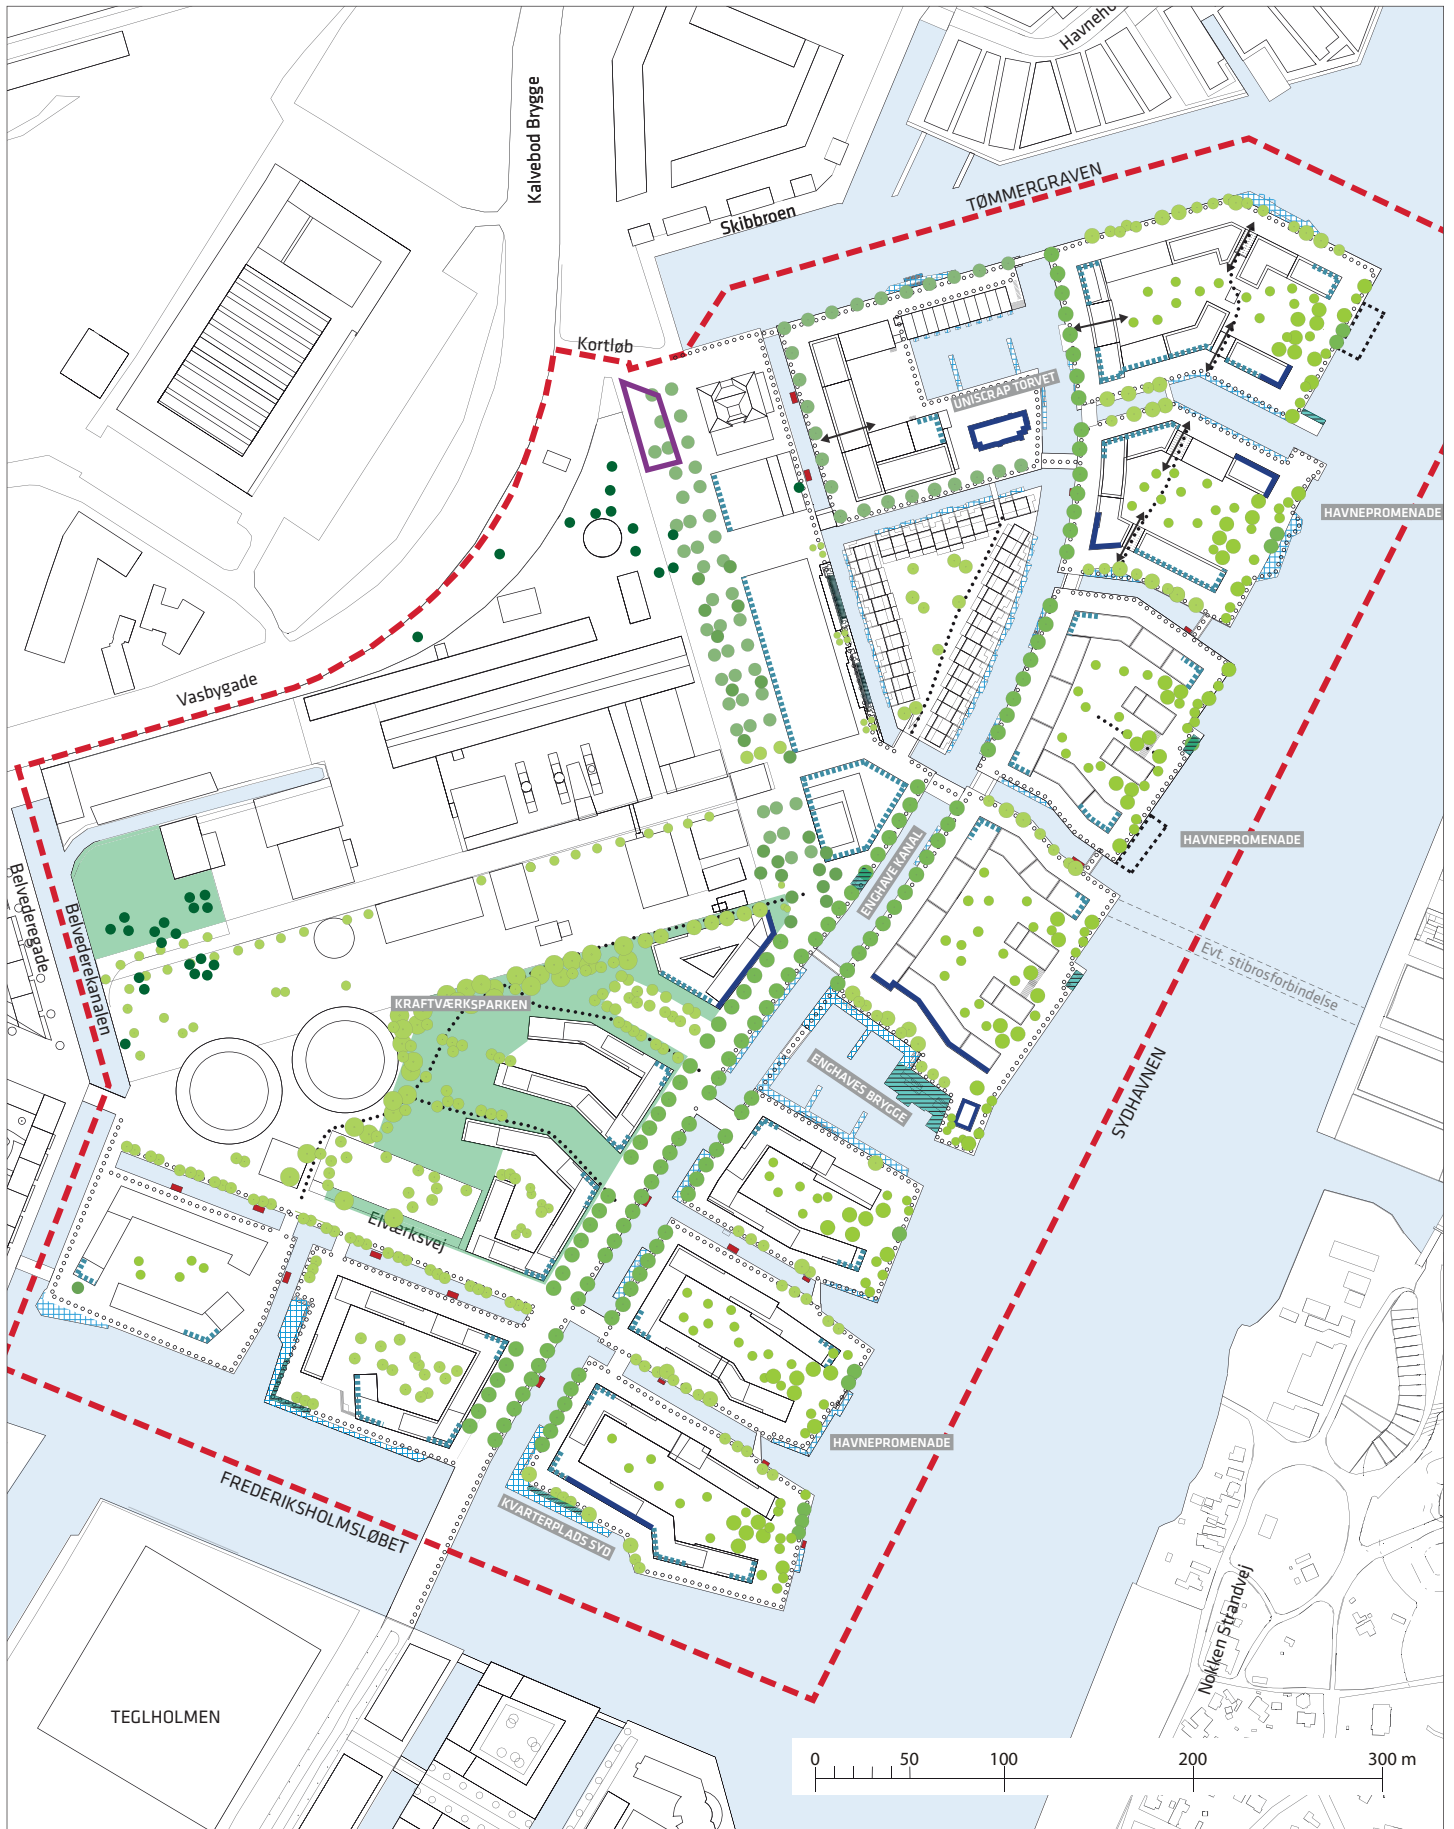 Havneho
Kalvebod Brygge
TØMMERGRAVEN
Skibbroen
Kortløb
UNISCRAP TORVET
HAVNEPROMENADE
Vasbygade
HAVNEPROMENADE
ENGHAVE KANAL
Belvederegade
Belvederekanalen
Evt. stibrosforbindelse
KRAFTVÆRKSPARKEN
ENGHAVES BRYGGE
SYDHAVNEN
Elværksvej
HAVNEPROMENADE
FREDERIKSHOLMSLØBET
KVARTERPLADS SYD
Nokken Strandvej
TEGLHOLMEN
0 50 100 200 300 m